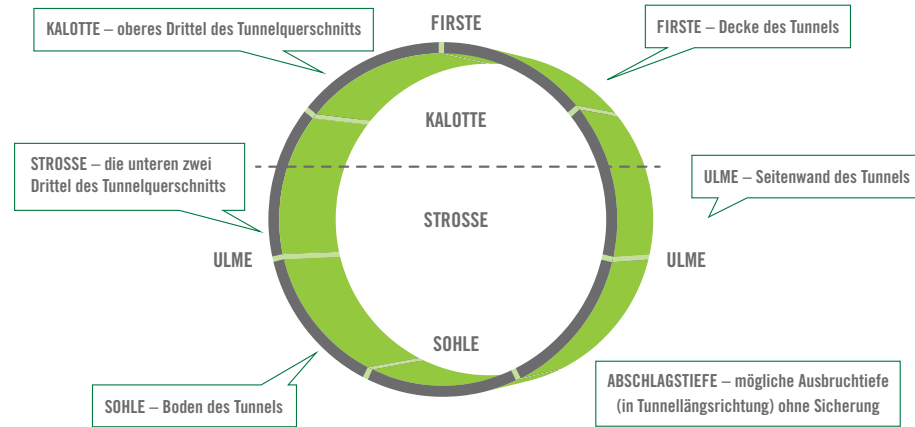 KALOTTE – oberes Drittel des Tunnelquerschnitts
FIRSTE
FIRSTE – Decke des Tunnels
KALOTTE
STROSSE – die unteren zwei
Drittel des Tunnelquerschnitts
ULME – Seitenwand des Tunnels
STROSSE
ULME
ULME
SOHLE
SOHLE – Boden des Tunnels
ABSCHLAGSTIEFE – mögliche Ausbruchtiefe
(in Tunnellängsrichtung) ohne Sicherung